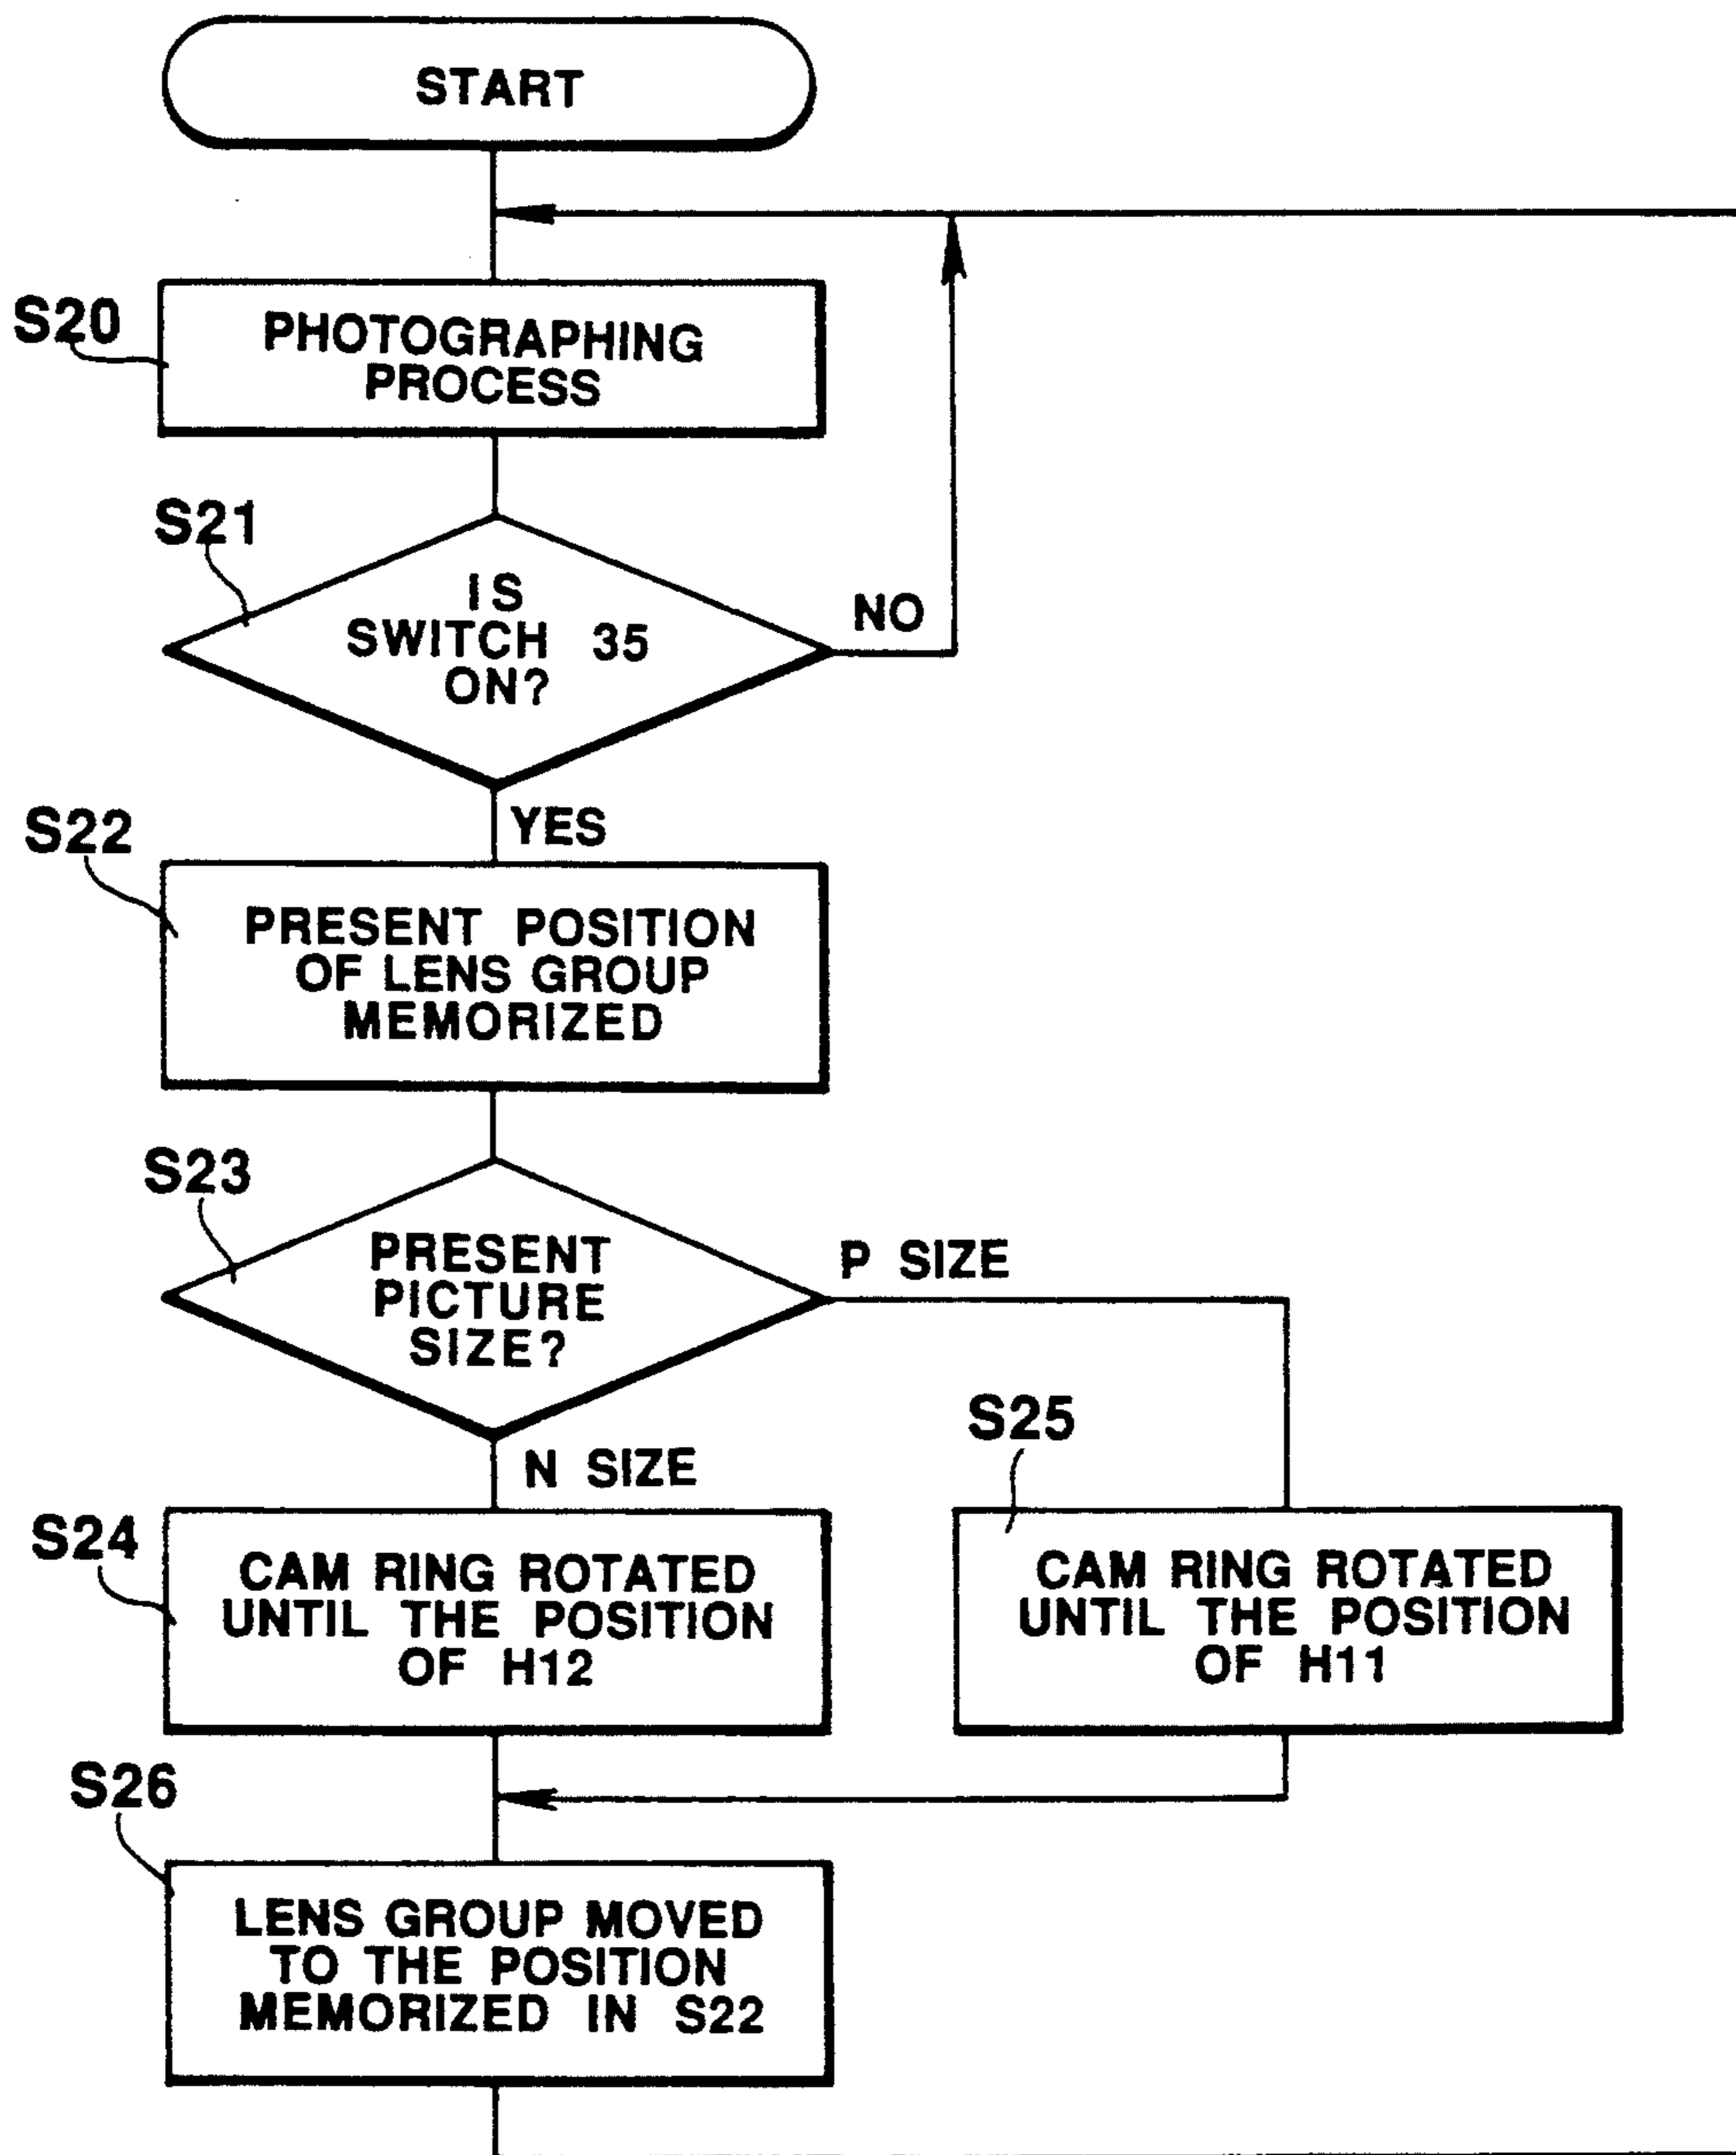 START
S20
PHOTOGRAPHING
PROCESS
S21
IS
SWITCH 35
ON?
NO
YES
S22
PRESENT POSITION
OF LENS GROUP
MEMORIZED
S23
PRESENT
PICTURE
SIZE?
P SIZE
N SIZE
S24
CAM RING ROTATED
UNTIL THE POSITION
OF H12
S25
CAM RING ROTATED
UNTIL THE POSITION
OF H11
S26
LENS GROUP MOVED
TO THE POSITION
MEMORIZED IN S22